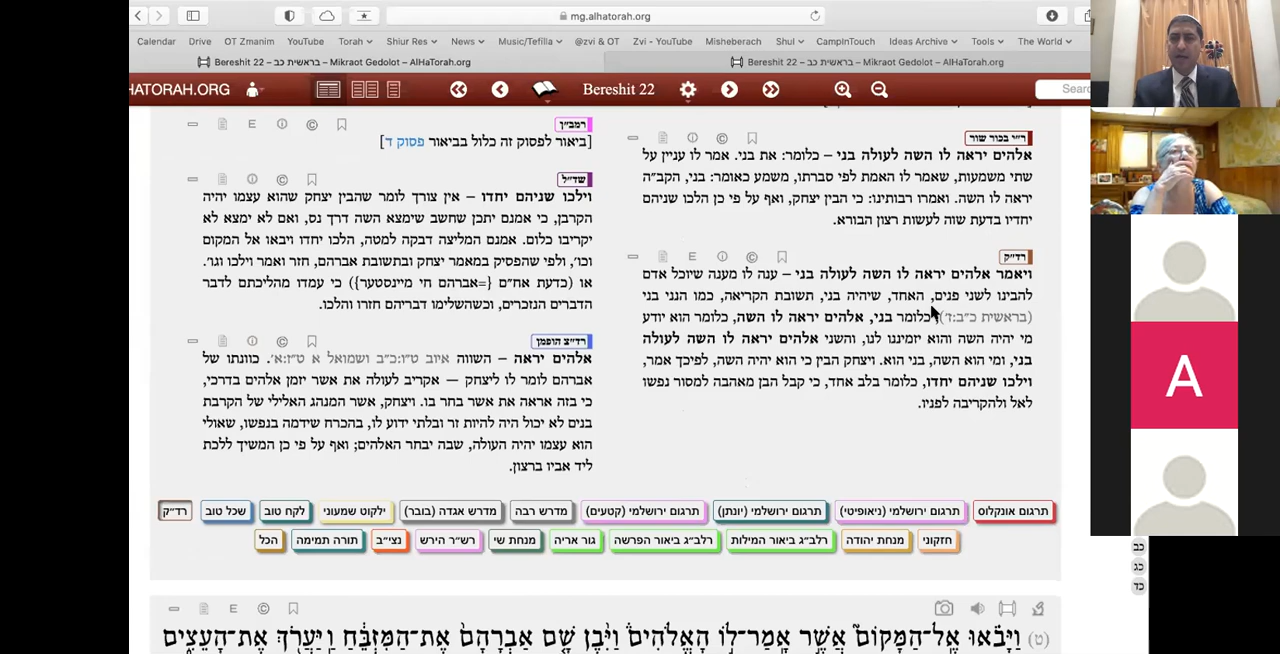 mg.alhatorah.org
Calendar Drive OT Zmanim YouTube Torah Shiur Res News Music/Tefilla @zvi & OT Zvi - YouTube Misheberach Shul CampInTouch Ideas Archive Tools The World
Bereshit 22 – בראשית כב – Mikraot Gedolot – AlHaTorah.org
Bereshit 22 – בראשית כב – Mikraot Gedolot – AlHaTorah.org
HATORAH.ORG Bereshit 22 Sear
ר״י בכור שור
אלהים יראה לו השה לעולה בני – כלומר: את בני. אמר לו עניין על
שתי משמעות, שאמר לו האמת לפי סברתו, משמע כאומר: בני, הקב״ה
יראה לו השה. ואמרו רבותינו: כי הבין יצחק, ואף על פי כן הלכו שניהם
יחדיו בדעת שוה לעשות רצון הבורא.
רד״ק
ויאמר אלהים יראה לו השה לעולה בני – ענה לו מענה שיוכל אדם
להבינו לשני פנים, האחד, שיהיה בני, תשובת הקריאה, כמו הנני בני
(בראשית כ״ב:ז׳), כלומר בני, אלהים יראה לו השה, כלומר הוא יודע
מי יהיה השה והוא יזמיננו לנו, והשני אלהים יראה לו השה לעולה
בני, ומי הוא השה, בני הוא. ויצחק הבין כי הוא יהיה השה, לפיכך אמר,
וילכו שניהם יחדו, כלומר בלב אחד, כי קבל הבן מאהבה למסור נפשו
לאל ולהקריבה לפניו.
רמב״ן
[ביאור לפסוק זה כלול בביאור פסוק ד]
שד״ל
וילכו שניהם יחדו – אין צורך לומר שהבין יצחק שהוא עצמו יהיה
הקרבן, כי אמנם יתכן שחשב שימצא השה דרך נס, ואם לא ימצא לא
יקריבו כלום. אמנם המליצה דבקה למטה, הלכו יחדו ויבאו אל המקום
וכו׳, ולפי שהפסיק במאמר יצחק ובתשובת אברהם, חזר ואמר וילכו וגו׳.
או (כדעת אח״ם {=אברהם חי מיינסטער}) כי עמדו מהליכתם לדבר
הדברים הנזכרים, וכשהשלימו דבריהם חזרו והלכו.
רד״צ הופמן
אלהים יראה – השווה איוב ט״ו:כ״ב ושמואל א ט״ז:א׳. כוונתו של
אברהם לומר לו ליצחק — אקריב לעולה את אשר יזמן אלהים בדרכי,
כי בזה אראה את אשר בחר בו. ויצחק, אשר המנהג האלילי של הקרבת
בנים לא יכול היה להיות זר ובלתי ידוע לו, בהכרח שידמה בנפשו, שאולי
הוא עצמו יהיה העולה, שבה יבחר האלהים; ואף על פי כן המשיך ללכת
ליד אביו ברצון.
תרגום אונקלוס תרגום ירושלמי (ניאופיטי) תרגום ירושלמי (יונתן) תרגום ירושלמי (קטעים) מדרש רבה מדרש אגדה (בובר) ילקוט שמעוני לקח טוב שכל טוב רד״ק
חזקוני מנחת יהודה רלב״ג ביאור המילות רלב״ג ביאור הפרשה גור אריה מנחת שי רש״ר הירש נצי״ב תורה תמימה הכל
(ט) וַיָּבֹ֗אוּ אֶֽל־הַמָּקוֹם֮ אֲשֶׁ֣ר אָֽמַר־ל֣וֹ הָאֱלֹהִים֒ וַיִּ֨בֶן שָׁ֤ם אַבְרָהָם֙ אֶת־הַמִּזְבֵּ֔חַ וַֽיַּעֲרֹ֖ךְ אֶת־הָעֵצִ֑ים
כב
כג
כד
A